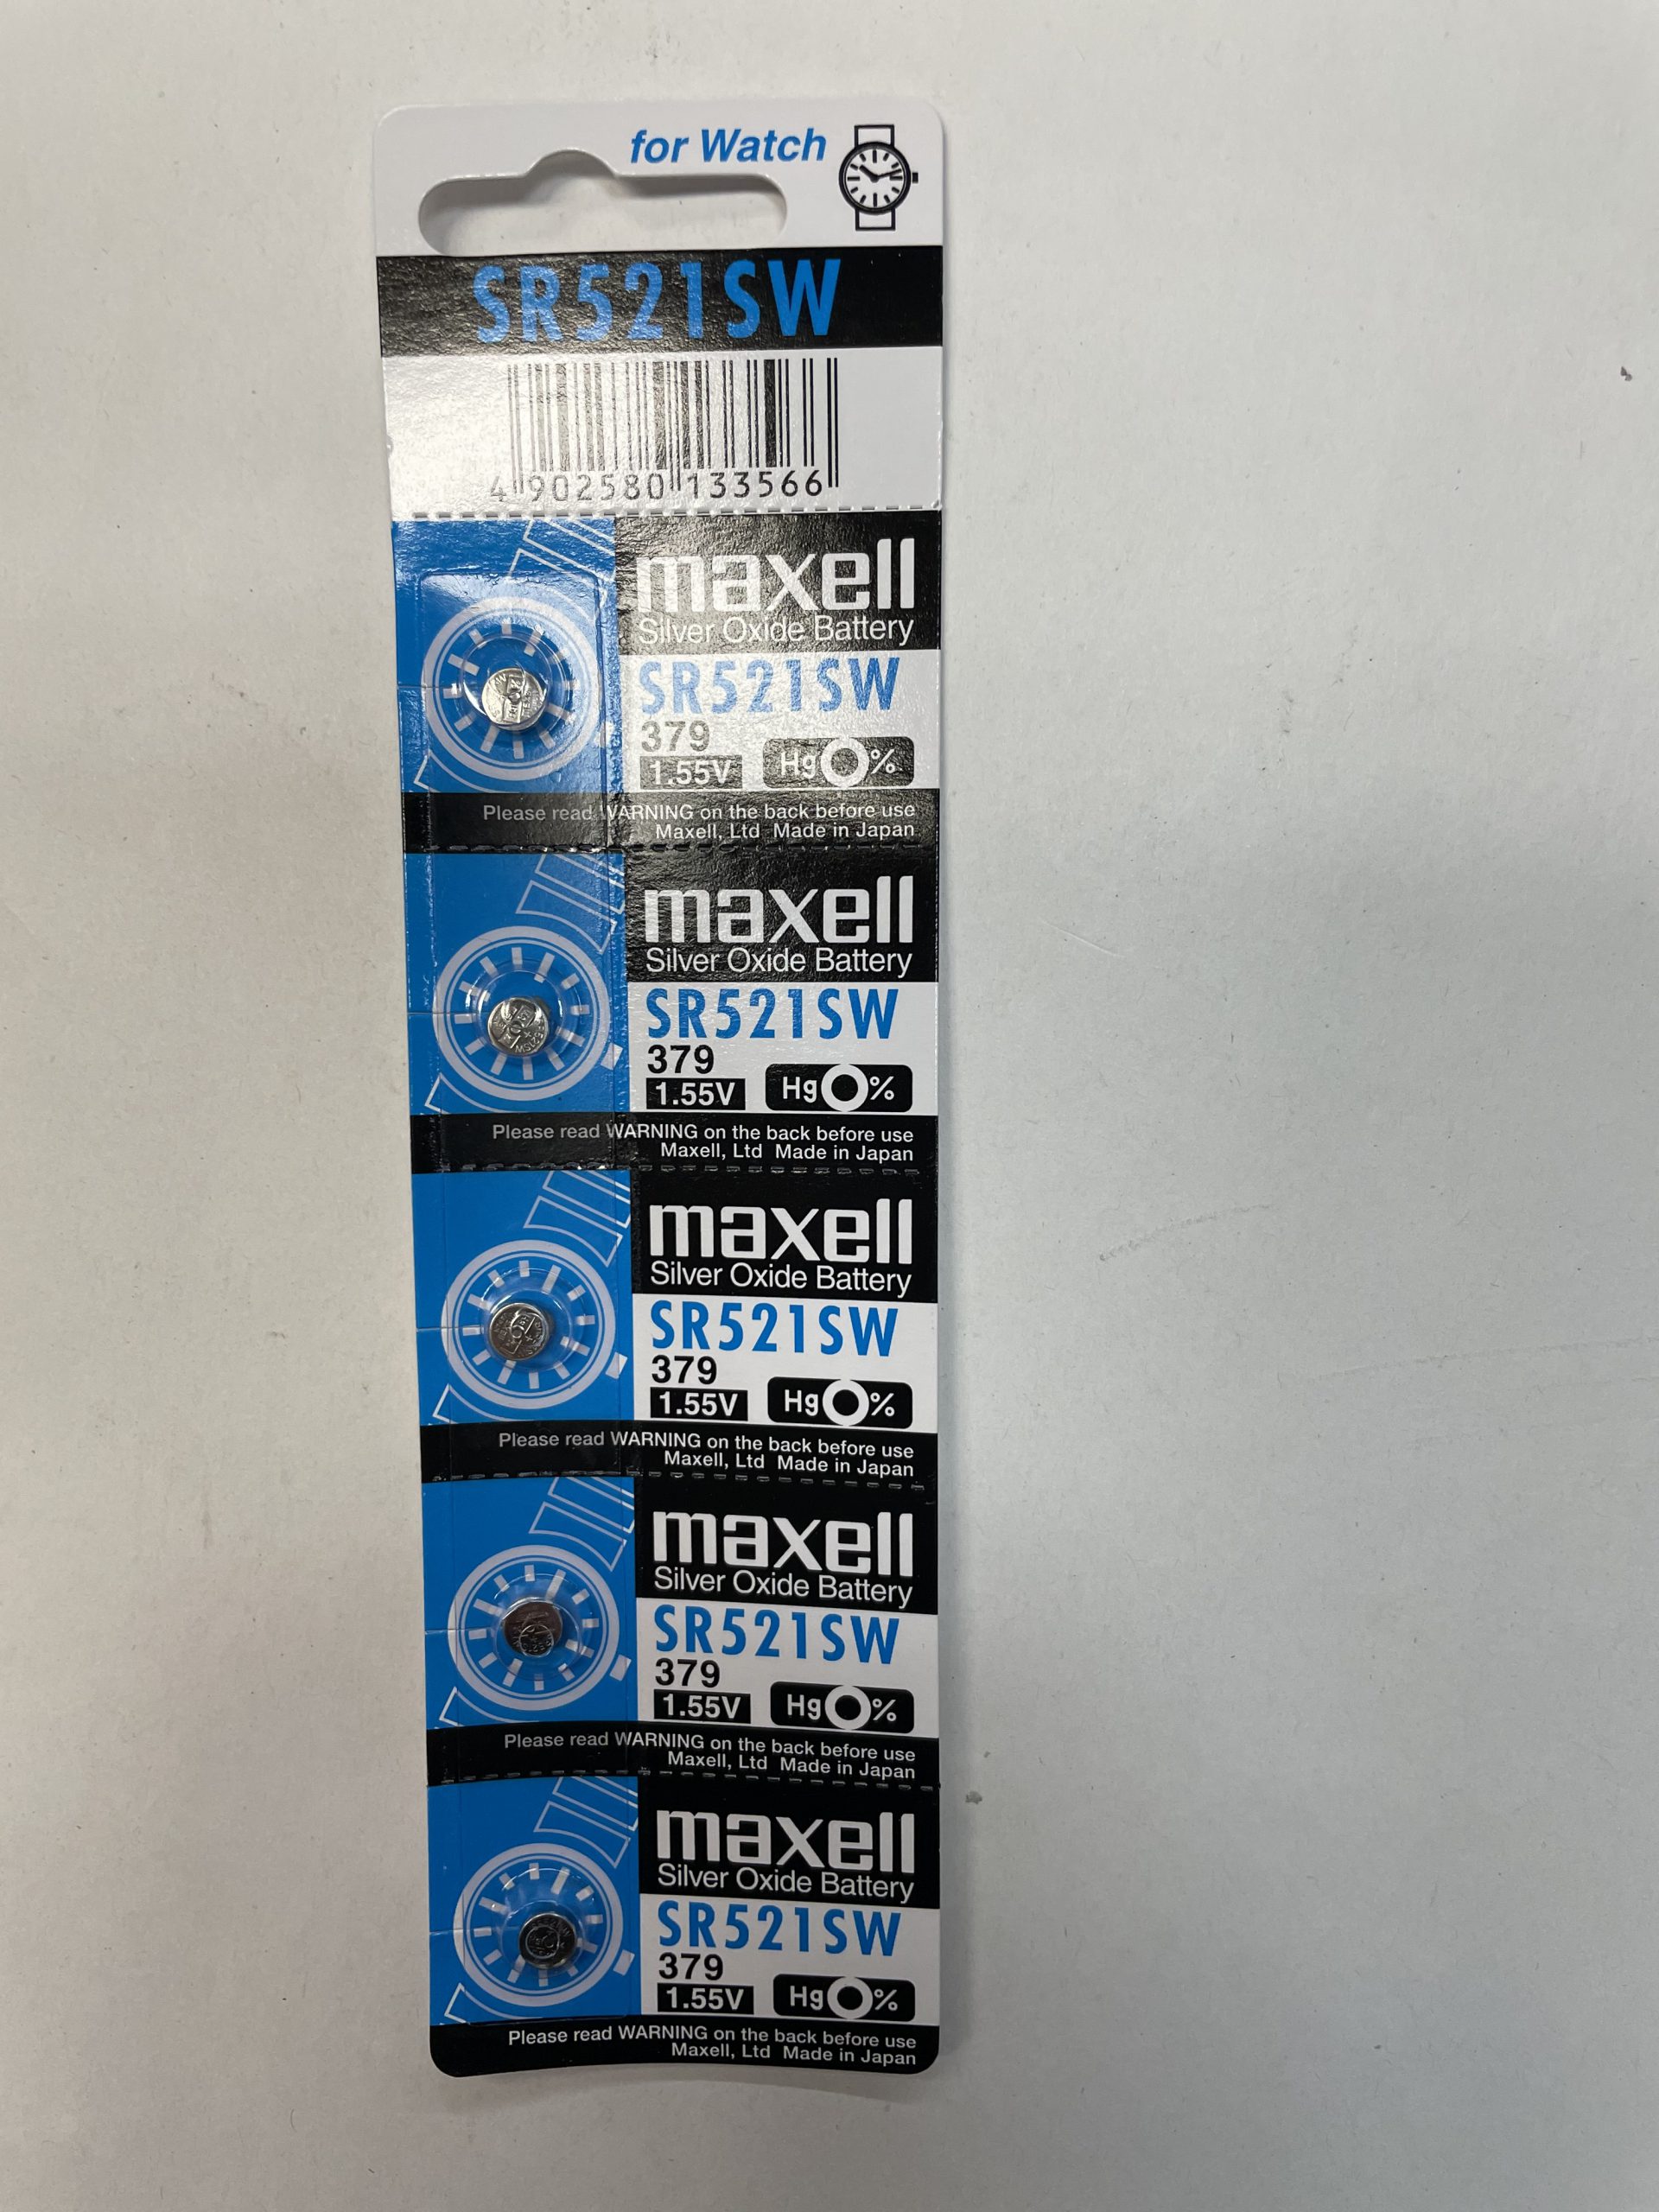 for Watch
SR521SW
4 902580 133566
maxell
Silver Oxide Battery
SR521SW
379
1.55V Hg0%
Please read WARNING on the back before use
Maxell, Ltd Made in Japan
maxell
Silver Oxide Battery
SR521SW
379
1.55V Hg0%
Please read WARNING on the back before use
Maxell, Ltd Made in Japan
maxell
Silver Oxide Battery
SR521SW
379
1.55V Hg0%
Please read WARNING on the back before use
Maxell, Ltd Made in Japan
maxell
Silver Oxide Battery
SR521SW
379
1.55V Hg0%
Please read WARNING on the back before use
Maxell, Ltd Made in Japan
maxell
Silver Oxide Battery
SR521SW
379
1.55V Hg0%
Please read WARNING on the back before use
Maxell, Ltd Made in Japan